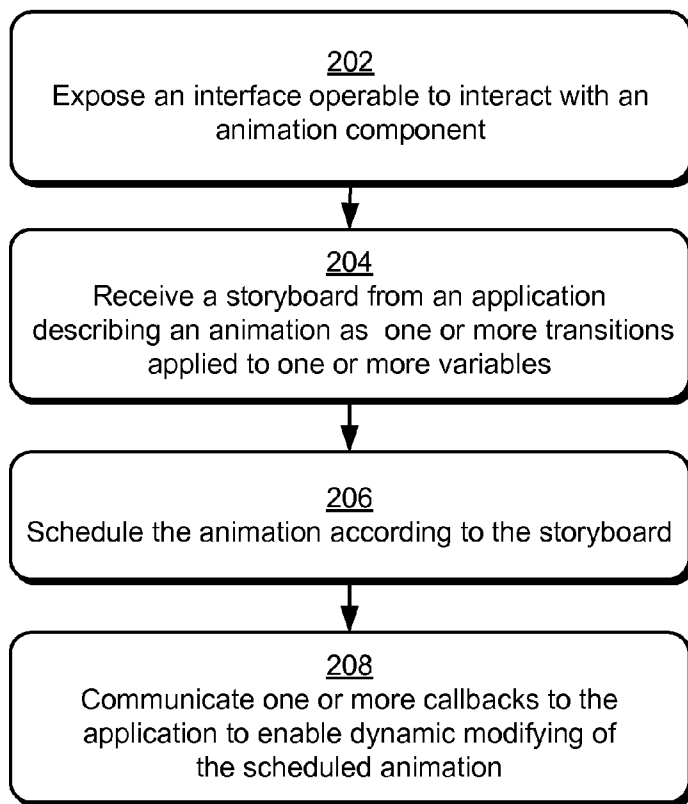 202
Expose an interface operable to interact with an
animation component
204
Receive a storyboard from an application
describing an animation as one or more transitions
applied to one or more variables
206
Schedule the animation according to the storyboard
208
Communicate one or more callbacks to the
application to enable dynamic modifying of
the scheduled animation